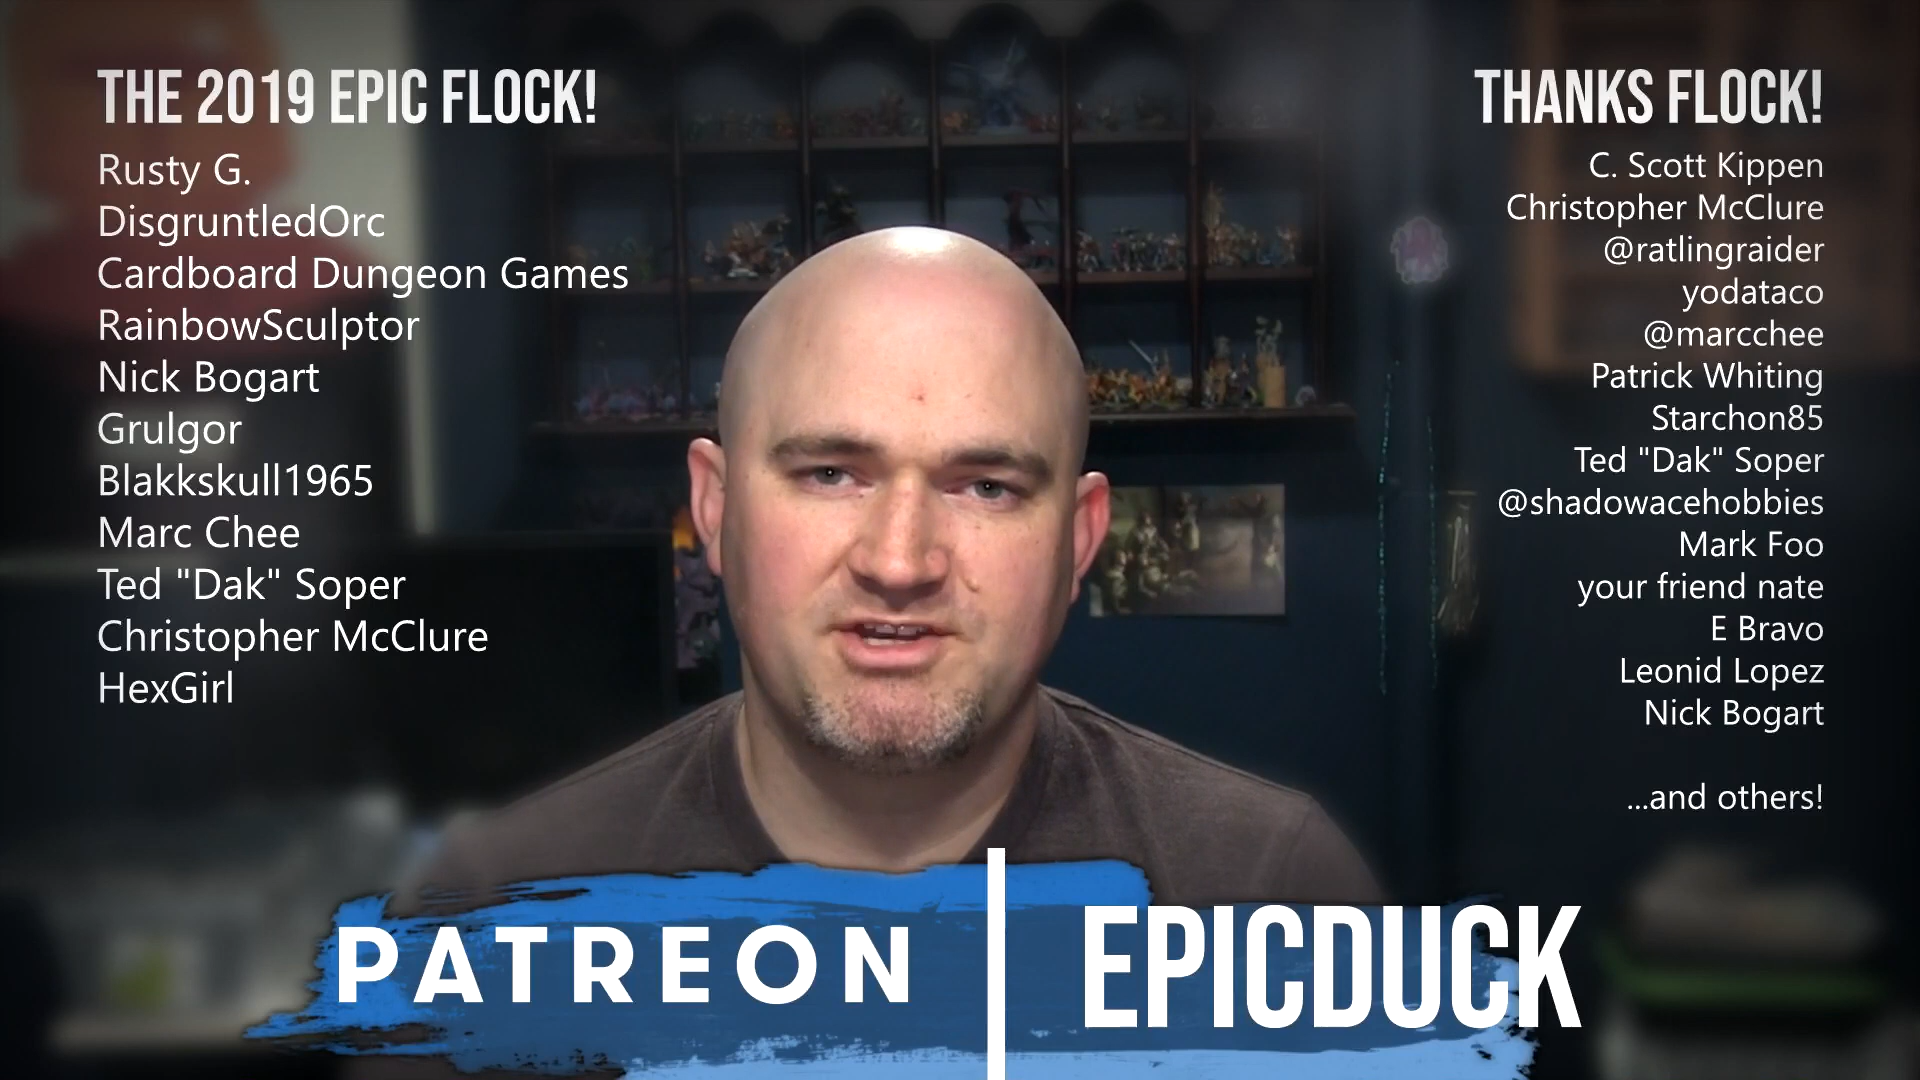 THE 2019 EPIC FLOCK!
Rusty G.
DisgruntledOrc
Cardboard Dungeon Games
RainbowSculptor
Nick Bogart
Grulgor
Blakkskull1965
Marc Chee
Ted "Dak" Soper
Christopher McClure
HexGirl
THANKS FLOCK!
C. Scott Kippen
Christopher McClure
@ratlingraider
yodataco
@marcchee
Patrick Whiting
Starchon85
Ted "Dak" Soper
@shadowacehobbies
Mark Foo
your friend nate
E Bravo
Leonid Lopez
Nick Bogart
...and others!
PATREON
EPICDUCK